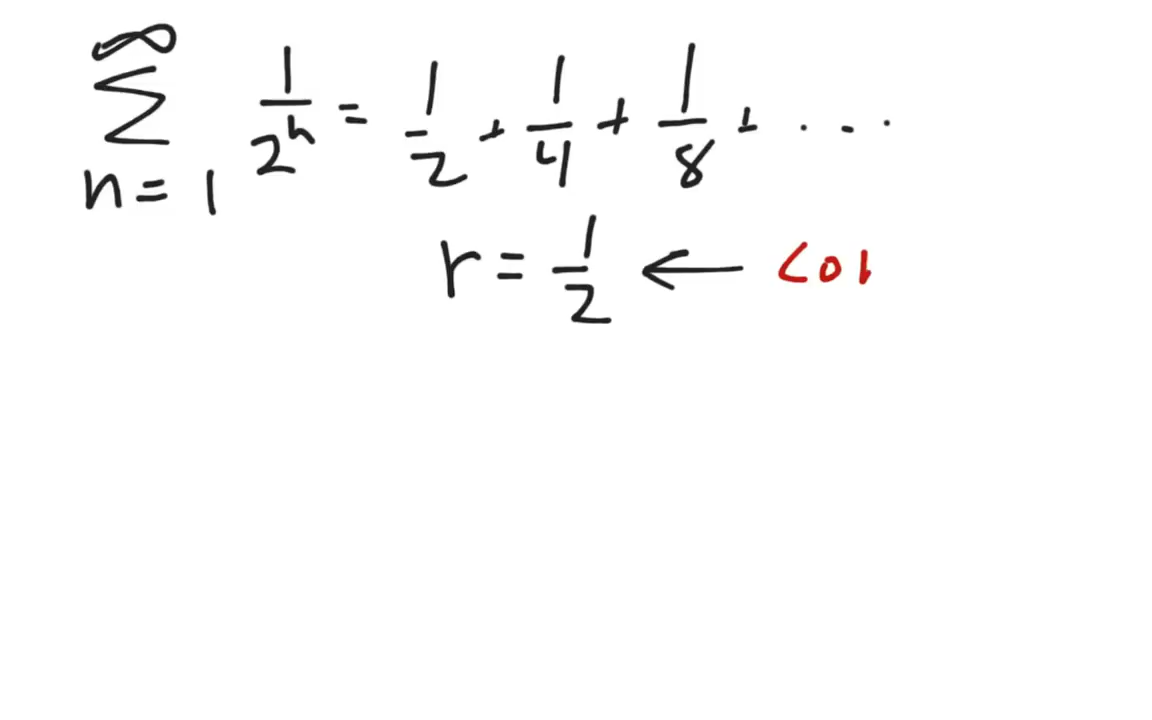 ∞
∑ 1/2ⁿ = 1/2 + 1/4 + 1/8 + ...
n = 1
r = 1/2 ←